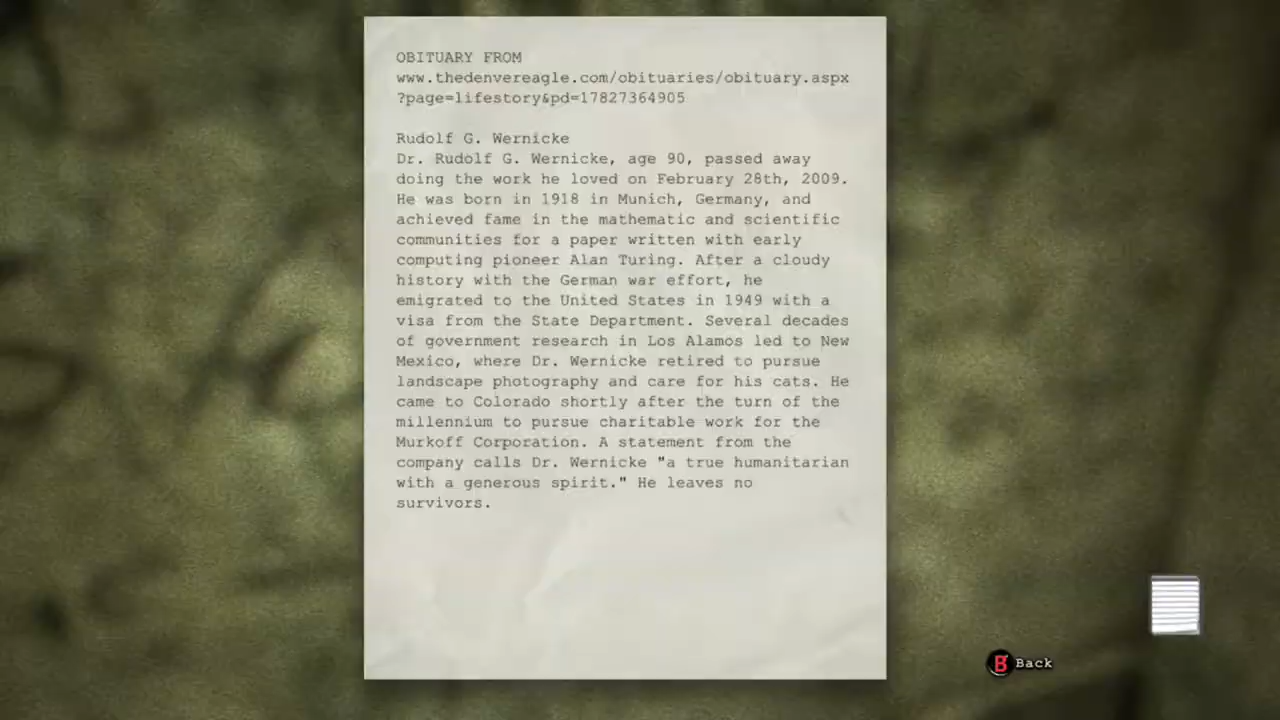 OBITUARY FROM
www.thedenvereagle.com/obituaries/obituary.aspx
?page=lifestory&pd=17827364905
Rudolf G. Wernicke
Dr. Rudolf G. Wernicke, age 90, passed away
doing the work he loved on February 28th, 2009.
He was born in 1918 in Munich, Germany, and
achieved fame in the mathematic and scientific
communities for a paper written with early
computing pioneer Alan Turing. After a cloudy
history with the German war effort, he
emigrated to the United States in 1949 with a
visa from the State Department. Several decades
of government research in Los Alamos led to New
Mexico, where Dr. Wernicke retired to pursue
landscape photography and care for his cats. He
came to Colorado shortly after the turn of the
millennium to pursue charitable work for the
Murkoff Corporation. A statement from the
company calls Dr. Wernicke "a true humanitarian
with a generous spirit." He leaves no
survivors.
B Back